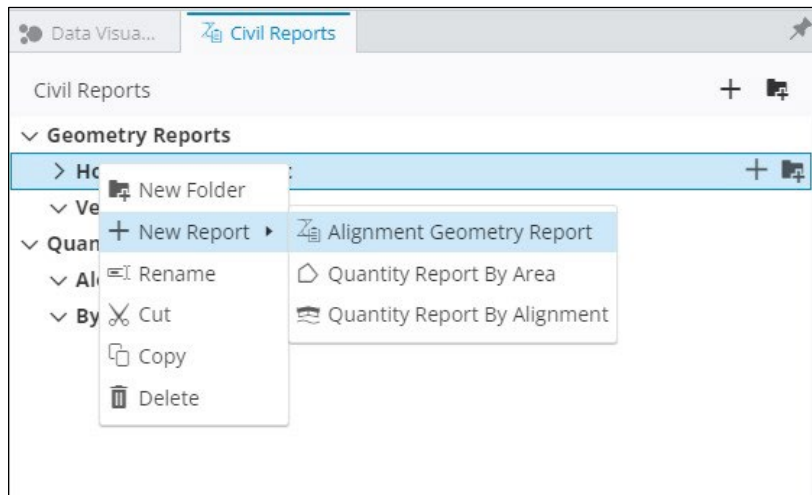 Data Visua...
Civil Reports
Civil Reports
Geometry Reports
New Folder
New Report
Alignment Geometry Report
Quantity Report By Area
Rename
Quantity Report By Alignment
Cut
Copy
Delete